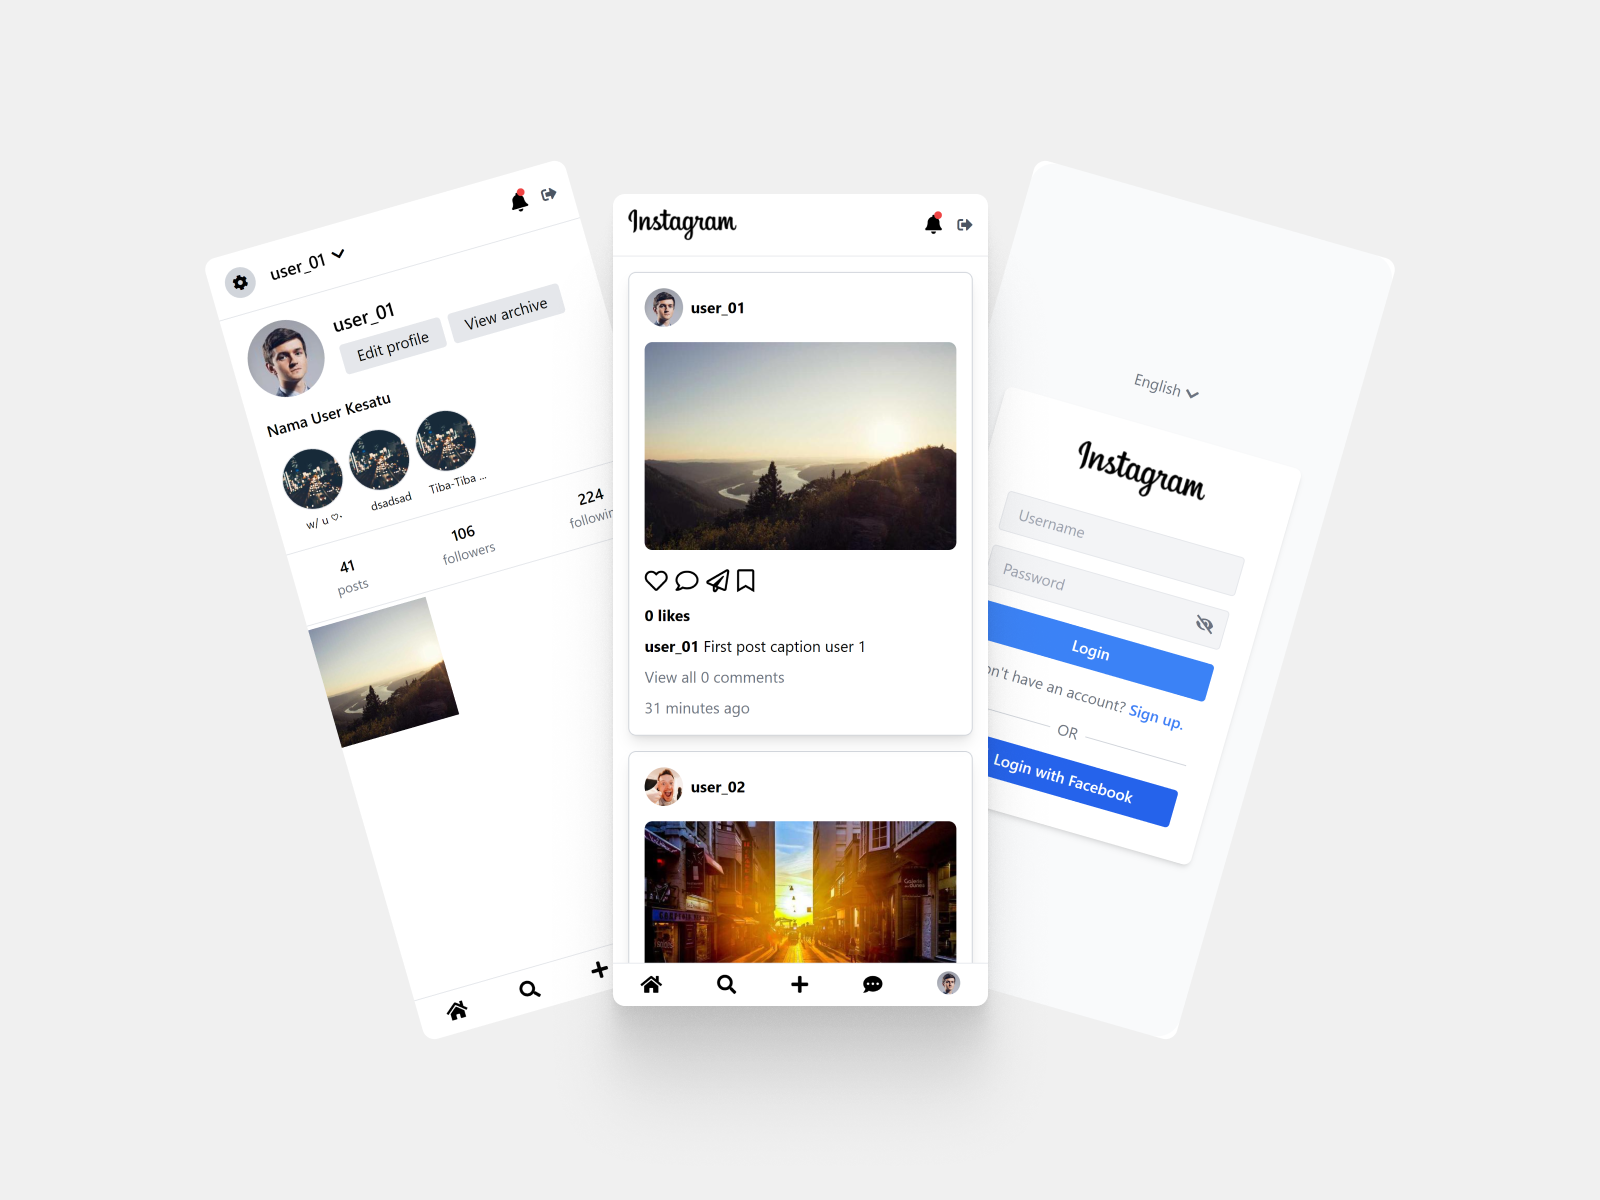 user_01
user_01
Edit profile
View archive
Nama User Kesatu
w/ u ♡.
dsadsad
Tiba-Tiba ...
41
posts
106
followers
224
followin
Instagram
user_01
0 likes
user_01 First post caption user 1
View all 0 comments
31 minutes ago
user_02
English
Instagram
Username
Password
Login
on't have an account? Sign up.
OR
Login with Facebook